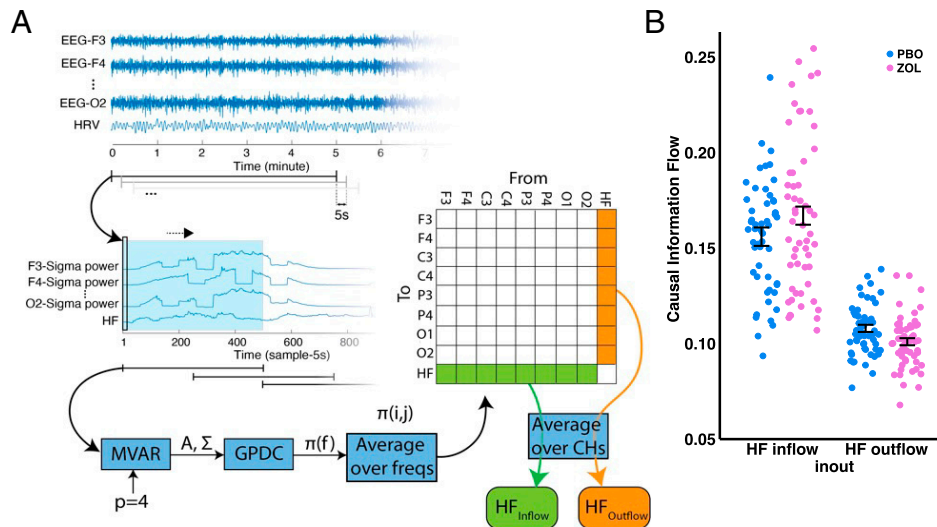 A
EEG-F3
EEG-F4
⋮
EEG-O2
HRV
0 1 2 3 4 5 6 7
Time (minute)
...
5s
F3-Sigma power
F4-Sigma power
O2-Sigma power
HF
1 200 400 600 800
Time (sample-5s)
From
F3 F4 C3 C4 P3 P4 O1 O2 HF
To
F3
F4
C3
C4
P3
P4
O1
O2
HF
MVAR
p=4
A, Σ
GPDC
π(f)
π(i,j)
Average
over freqs
Average
over CHs
HF Inflow
HF Outflow
B
PBO
ZOL
Causal Information Flow
0.25
0.20
0.15
0.10
0.05
HF inflow HF outflow
inout